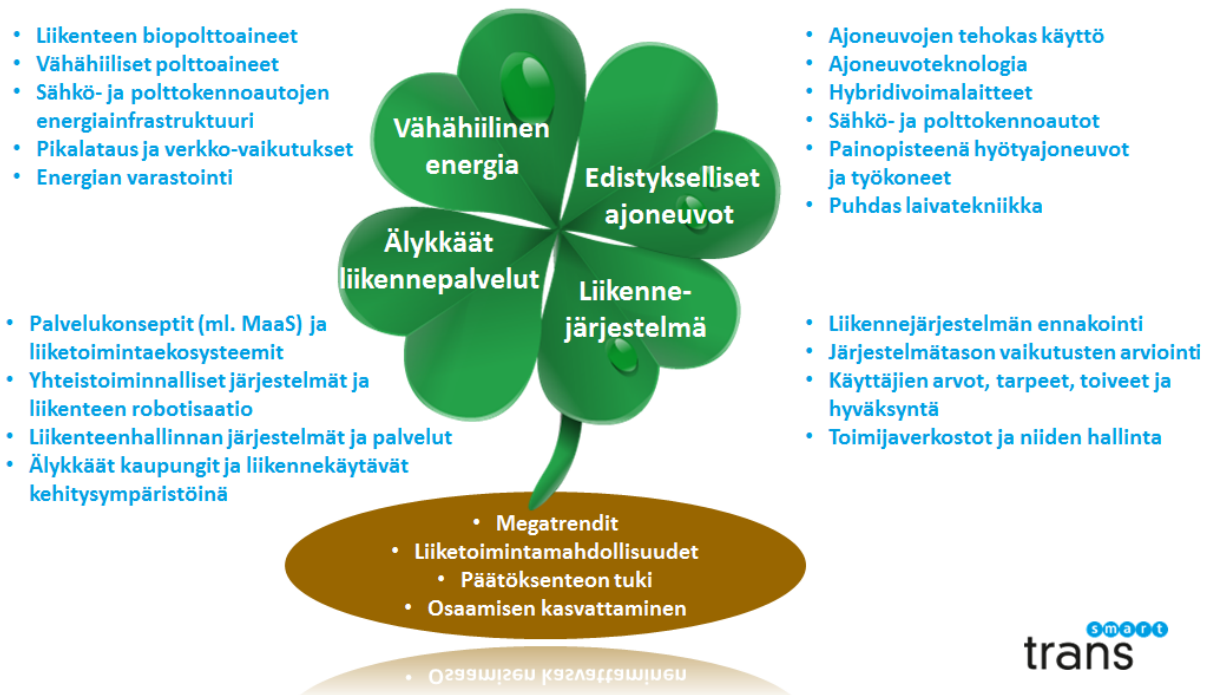 • Liikenteen biopolttoaineet
• Vähähiiliset polttoaineet
• Sähkö- ja polttokennoautojen
energiainfrastruktuuri
• Pikalataus ja verkko-vaikutukset
• Energian varastointi
Vähähiilinen
energia
• Ajoneuvojen tehokas käyttö
• Ajoneuvoteknologia
• Hybridivoimalaitteet
• Sähkö- ja polttokennoautot
• Painopisteenä hyötyajoneuvot
ja työkoneet
• Puhdas laivatekniikka
Edistykselliset
ajoneuvot
Älykkäät
liikennepalvelut
Liikenne-
järjestelmä
• Palvelukonseptit (ml. MaaS) ja
liiketoimintaekosysteemit
• Yhteistoiminnalliset järjestelmät ja
liikenteen robotisaatio
• Liikenteenhallinnan järjestelmät ja palvelut
• Älykkäät kaupungit ja liikennekäytävät
kehitysympäristöinä
• Liikennejärjestelmän ennakointi
• Järjestelmätason vaikutusten arviointi
• Käyttäjien arvot, tarpeet, toiveet ja
hyväksyntä
• Toimijaverkostot ja niiden hallinta
• Megatrendit
• Liiketoimintamahdollisuudet
• Päätöksenteon tuki
• Osaamisen kasvattaminen
smart
trans